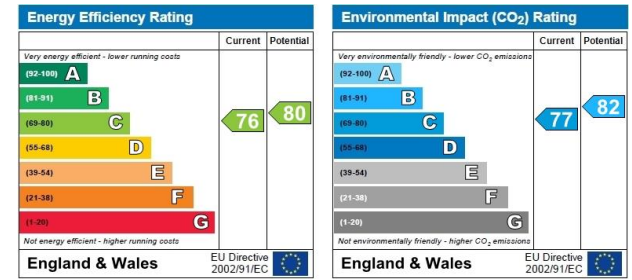 Energy Efficiency Rating
Current Potential
Very energy efficient - lower running costs
(92-100) A
(81-91) B
(69-80) C
(55-68) D
(39-54) E
(21-38) F
(1-20) G
76
80
Not energy efficient - higher running costs
England & Wales
EU Directive
2002/91/EC
Environmental Impact (CO₂) Rating
Current Potential
Very environmentally friendly - lower CO₂ emissions
(92-100) A
(81-91) B
(69-80) C
(55-68) D
(39-54) E
(21-38) F
(1-20) G
77
82
Not environmentally friendly - higher CO₂ emissions
England & Wales
EU Directive
2002/91/EC